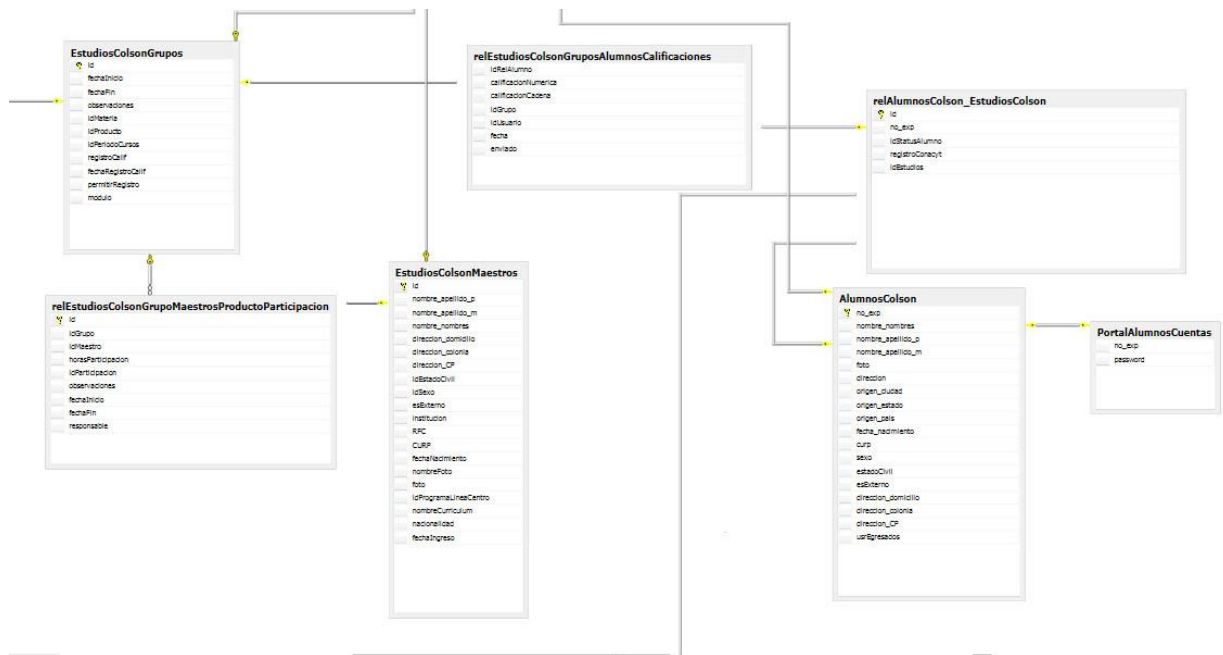 EstudiosColsonGrupos
id
fechaInicio
fechaFin
observaciones
idMateria
idProducto
idPeriodoCursos
registroCalif
fechaRegistroCalif
permitirRegistro
modulo
relEstudiosColsonGruposAlumnosCalificaciones
idRelAlumno
calificacionNumerica
calificacionCadena
idGrupo
idUsuario
fecha
enviado
relAlumnosColson_EstudiosColson
id
no_exp
idStatusAlumno
registroConacyt
idEstudios
relEstudiosColsonGrupoMaestrosProductoParticipacion
id
idGrupo
idMaestro
horasParticipacion
idParticipacion
observaciones
fechaInicio
fechaFin
responsable
EstudiosColsonMaestros
id
nombre_apellido_p
nombre_apellido_m
nombre_nombres
direccion_domicilio
direccion_colonia
direccion_CP
idEstadoCivil
idSexo
esExterno
institucion
RFC
CURP
fechaNacimiento
nombreFoto
foto
idProgramaLineaCentro
nombreCurriculum
nacionalidad
fechaIngreso
AlumnosColson
no_exp
nombre_nombres
nombre_apellido_p
nombre_apellido_m
foto
direccion
origen_ciudad
origen_estado
origen_pais
fecha_nacimiento
curp
sexo
estadoCivil
esExterno
direccion_domicilio
direccion_colonia
direccion_CP
usrEgresados
PortalAlumnosCuentas
no_exp
password